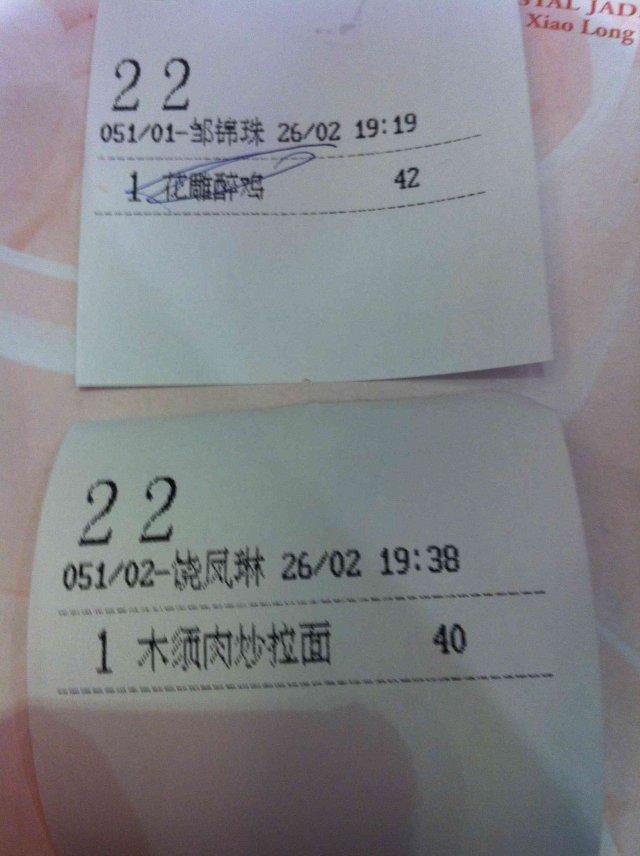 STAL JAD
Xiao Long
22
051/01-邹锦珠 26/02 19:19
1 花雕醉鸡 42
22
051/02-饶凤琳 26/02 19:38
1 木须肉炒拉面 40